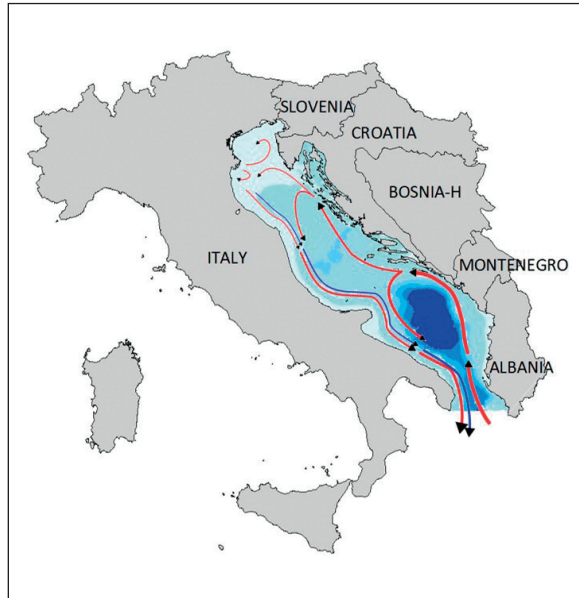 SLOVENIA
CROATIA
BOSNIA-H
ITALY
MONTENEGRO
ALBANIA